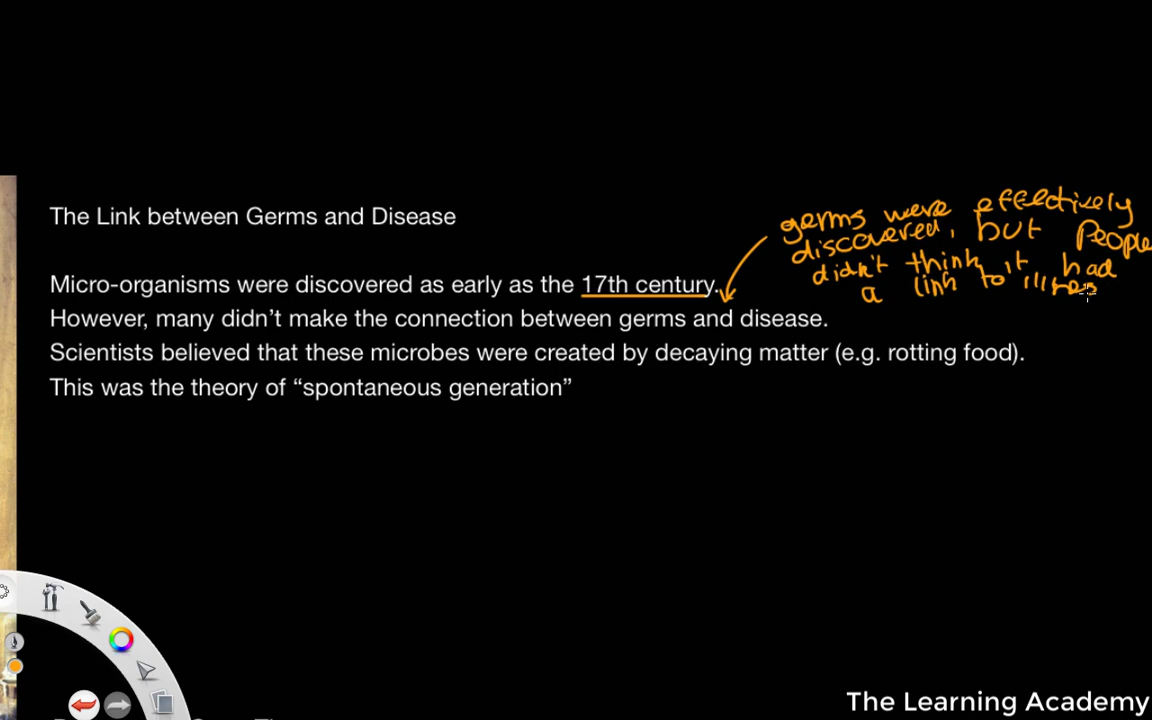 The Link between Germs and Disease
germs were effectively
discovered, but people
didn't think it had
a link to illness
Micro-organisms were discovered as early as the 17th century.
However, many didn’t make the connection between germs and disease.
Scientists believed that these microbes were created by decaying matter (e.g. rotting food).
This was the theory of “spontaneous generation”
The Learning Academy